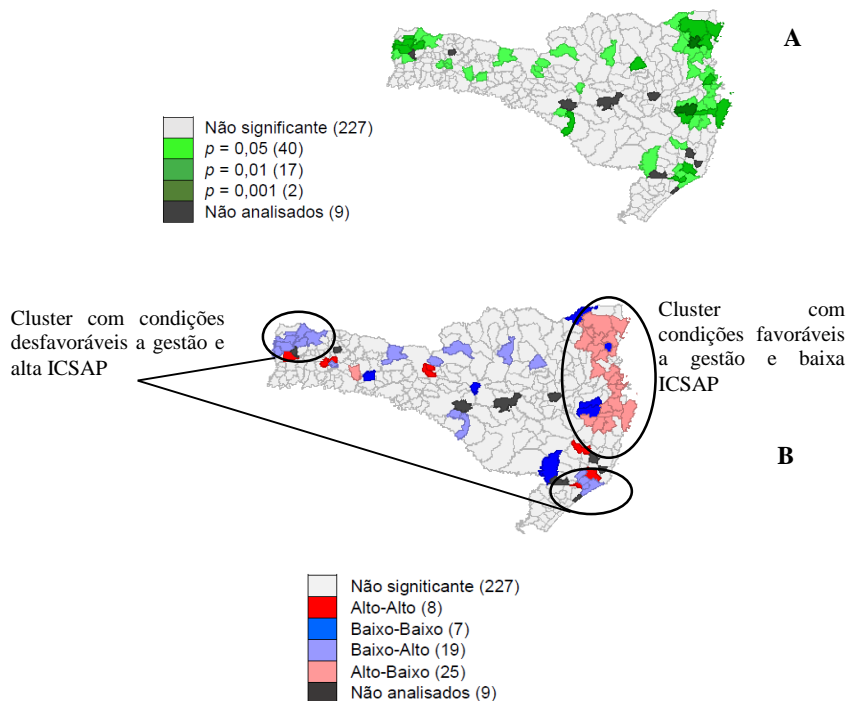 A
Não significante (227)
p = 0,05 (40)
p = 0,01 (17)
p = 0,001 (2)
Não analisados (9)
Cluster com condições
desfavoráveis a gestão e
alta ICSAP
Cluster com
condições favoráveis
a gestão e baixa
ICSAP
B
Não signiticante (227)
Alto-Alto (8)
Baixo-Baixo (7)
Baixo-Alto (19)
Alto-Baixo (25)
Não analisados (9)